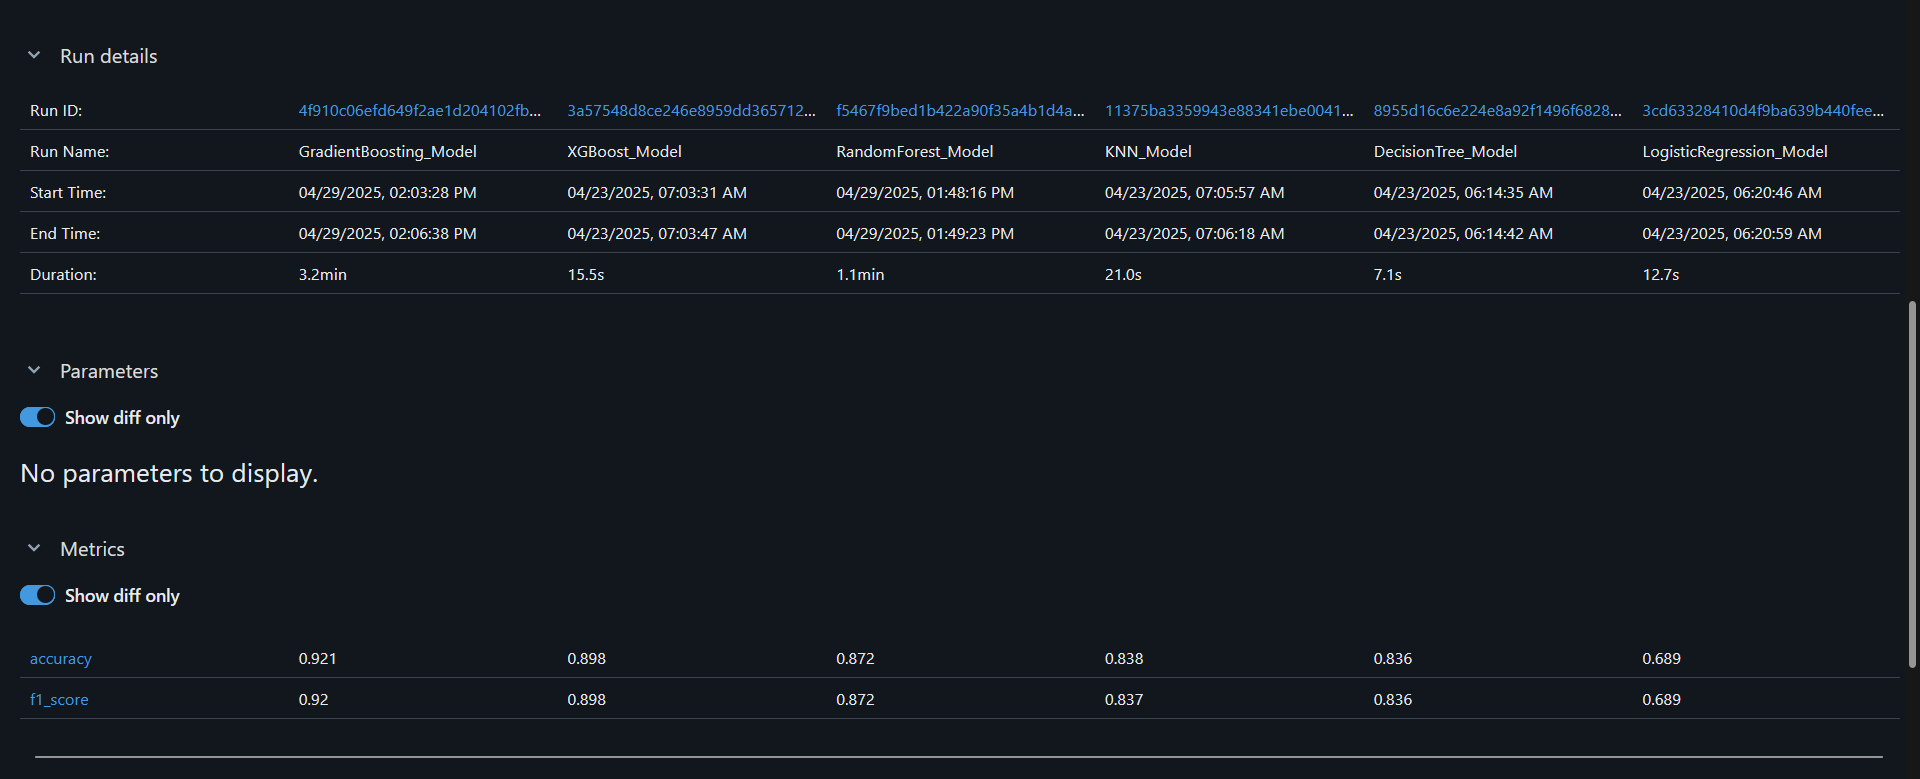 Run details
Run ID: 4f910c06efd649f2ae1d204102fb... 3a57548d8ce246e8959dd365712... f5467f9bed1b422a90f35a4b1d4a... 11375ba3359943e88341ebe0041... 8955d16c6e224e8a92f1496f6828... 3cd63328410d4f9ba639b440fee...
Run Name: GradientBoosting_Model XGBoost_Model RandomForest_Model KNN_Model DecisionTree_Model LogisticRegression_Model
Start Time: 04/29/2025, 02:03:28 PM 04/23/2025, 07:03:31 AM 04/29/2025, 01:48:16 PM 04/23/2025, 07:05:57 AM 04/23/2025, 06:14:35 AM 04/23/2025, 06:20:46 AM
End Time: 04/29/2025, 02:06:38 PM 04/23/2025, 07:03:47 AM 04/29/2025, 01:49:23 PM 04/23/2025, 07:06:18 AM 04/23/2025, 06:14:42 AM 04/23/2025, 06:20:59 AM
Duration: 3.2min 15.5s 1.1min 21.0s 7.1s 12.7s
Parameters
Show diff only
No parameters to display.
Metrics
Show diff only
accuracy 0.921 0.898 0.872 0.838 0.836 0.689
f1_score 0.92 0.898 0.872 0.837 0.836 0.689